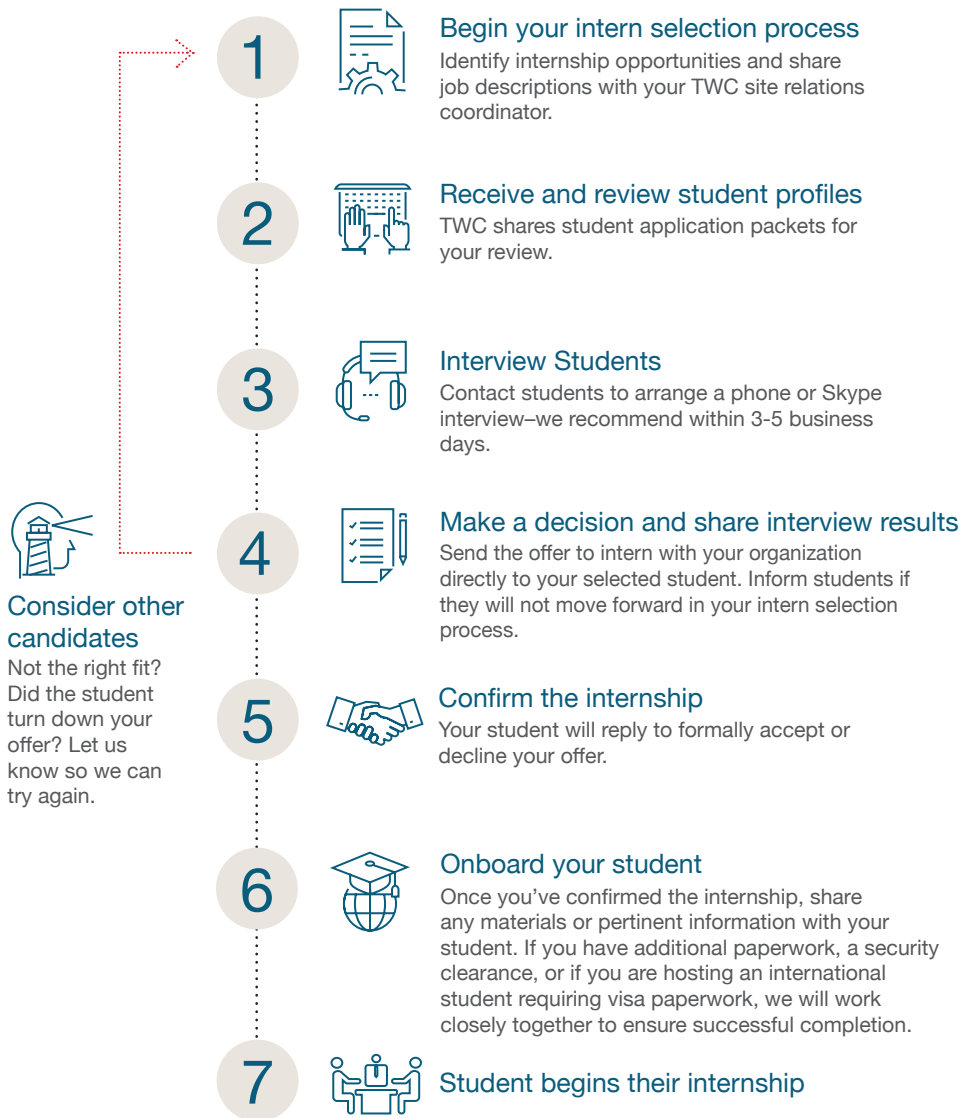 1
Begin your intern selection process
Identify internship opportunities and share
job descriptions with your TWC site relations
coordinator.
2
Receive and review student profiles
TWC shares student application packets for
your review.
3
Interview Students
Contact students to arrange a phone or Skype
interview–we recommend within 3-5 business
days.
4
Make a decision and share interview results
Send the offer to intern with your organization
directly to your selected student. Inform students if
they will not move forward in your intern selection
process.
Consider other
candidates
Not the right fit?
Did the student
turn down your
offer? Let us
know so we can
try again.
5
Confirm the internship
Your student will reply to formally accept or
decline your offer.
6
Onboard your student
Once you’ve confirmed the internship, share
any materials or pertinent information with your
student. If you have additional paperwork, a security
clearance, or if you are hosting an international
student requiring visa paperwork, we will work
closely together to ensure successful completion.
7
Student begins their internship